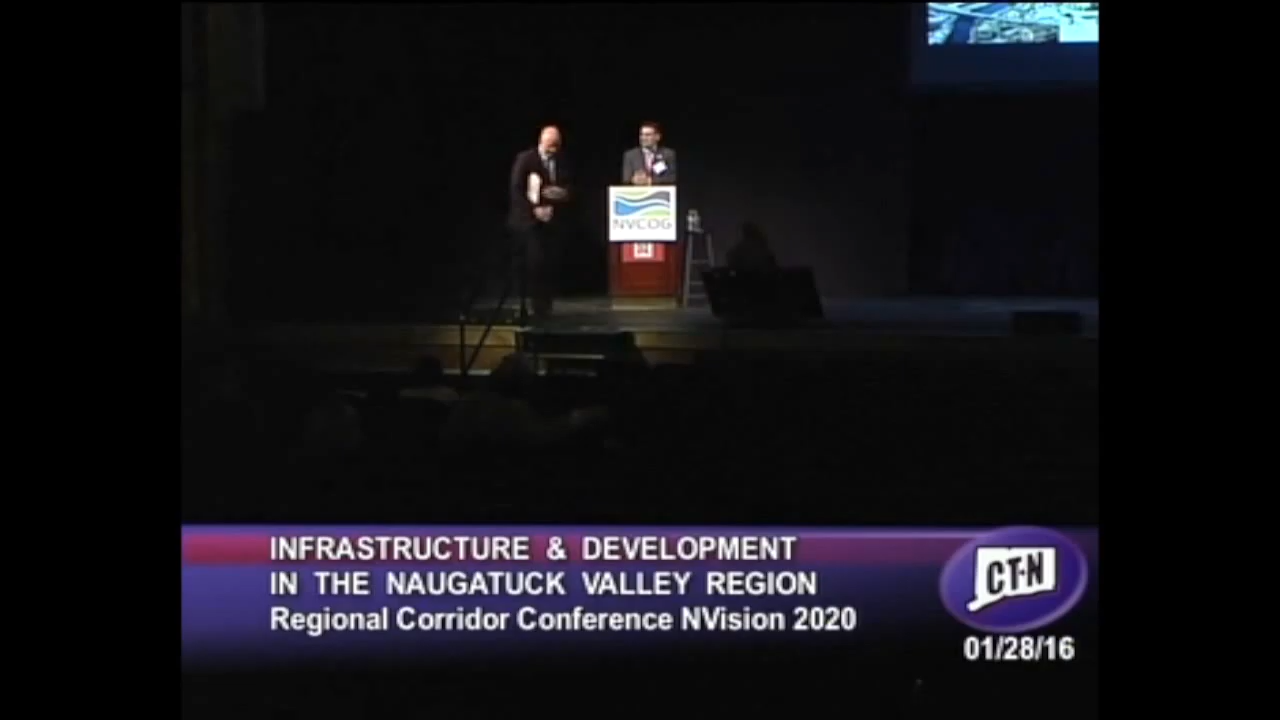 NVCOG
INFRASTRUCTURE & DEVELOPMENT
IN THE NAUGATUCK VALLEY REGION
Regional Corridor Conference NVision 2020
CT-N
01/28/16